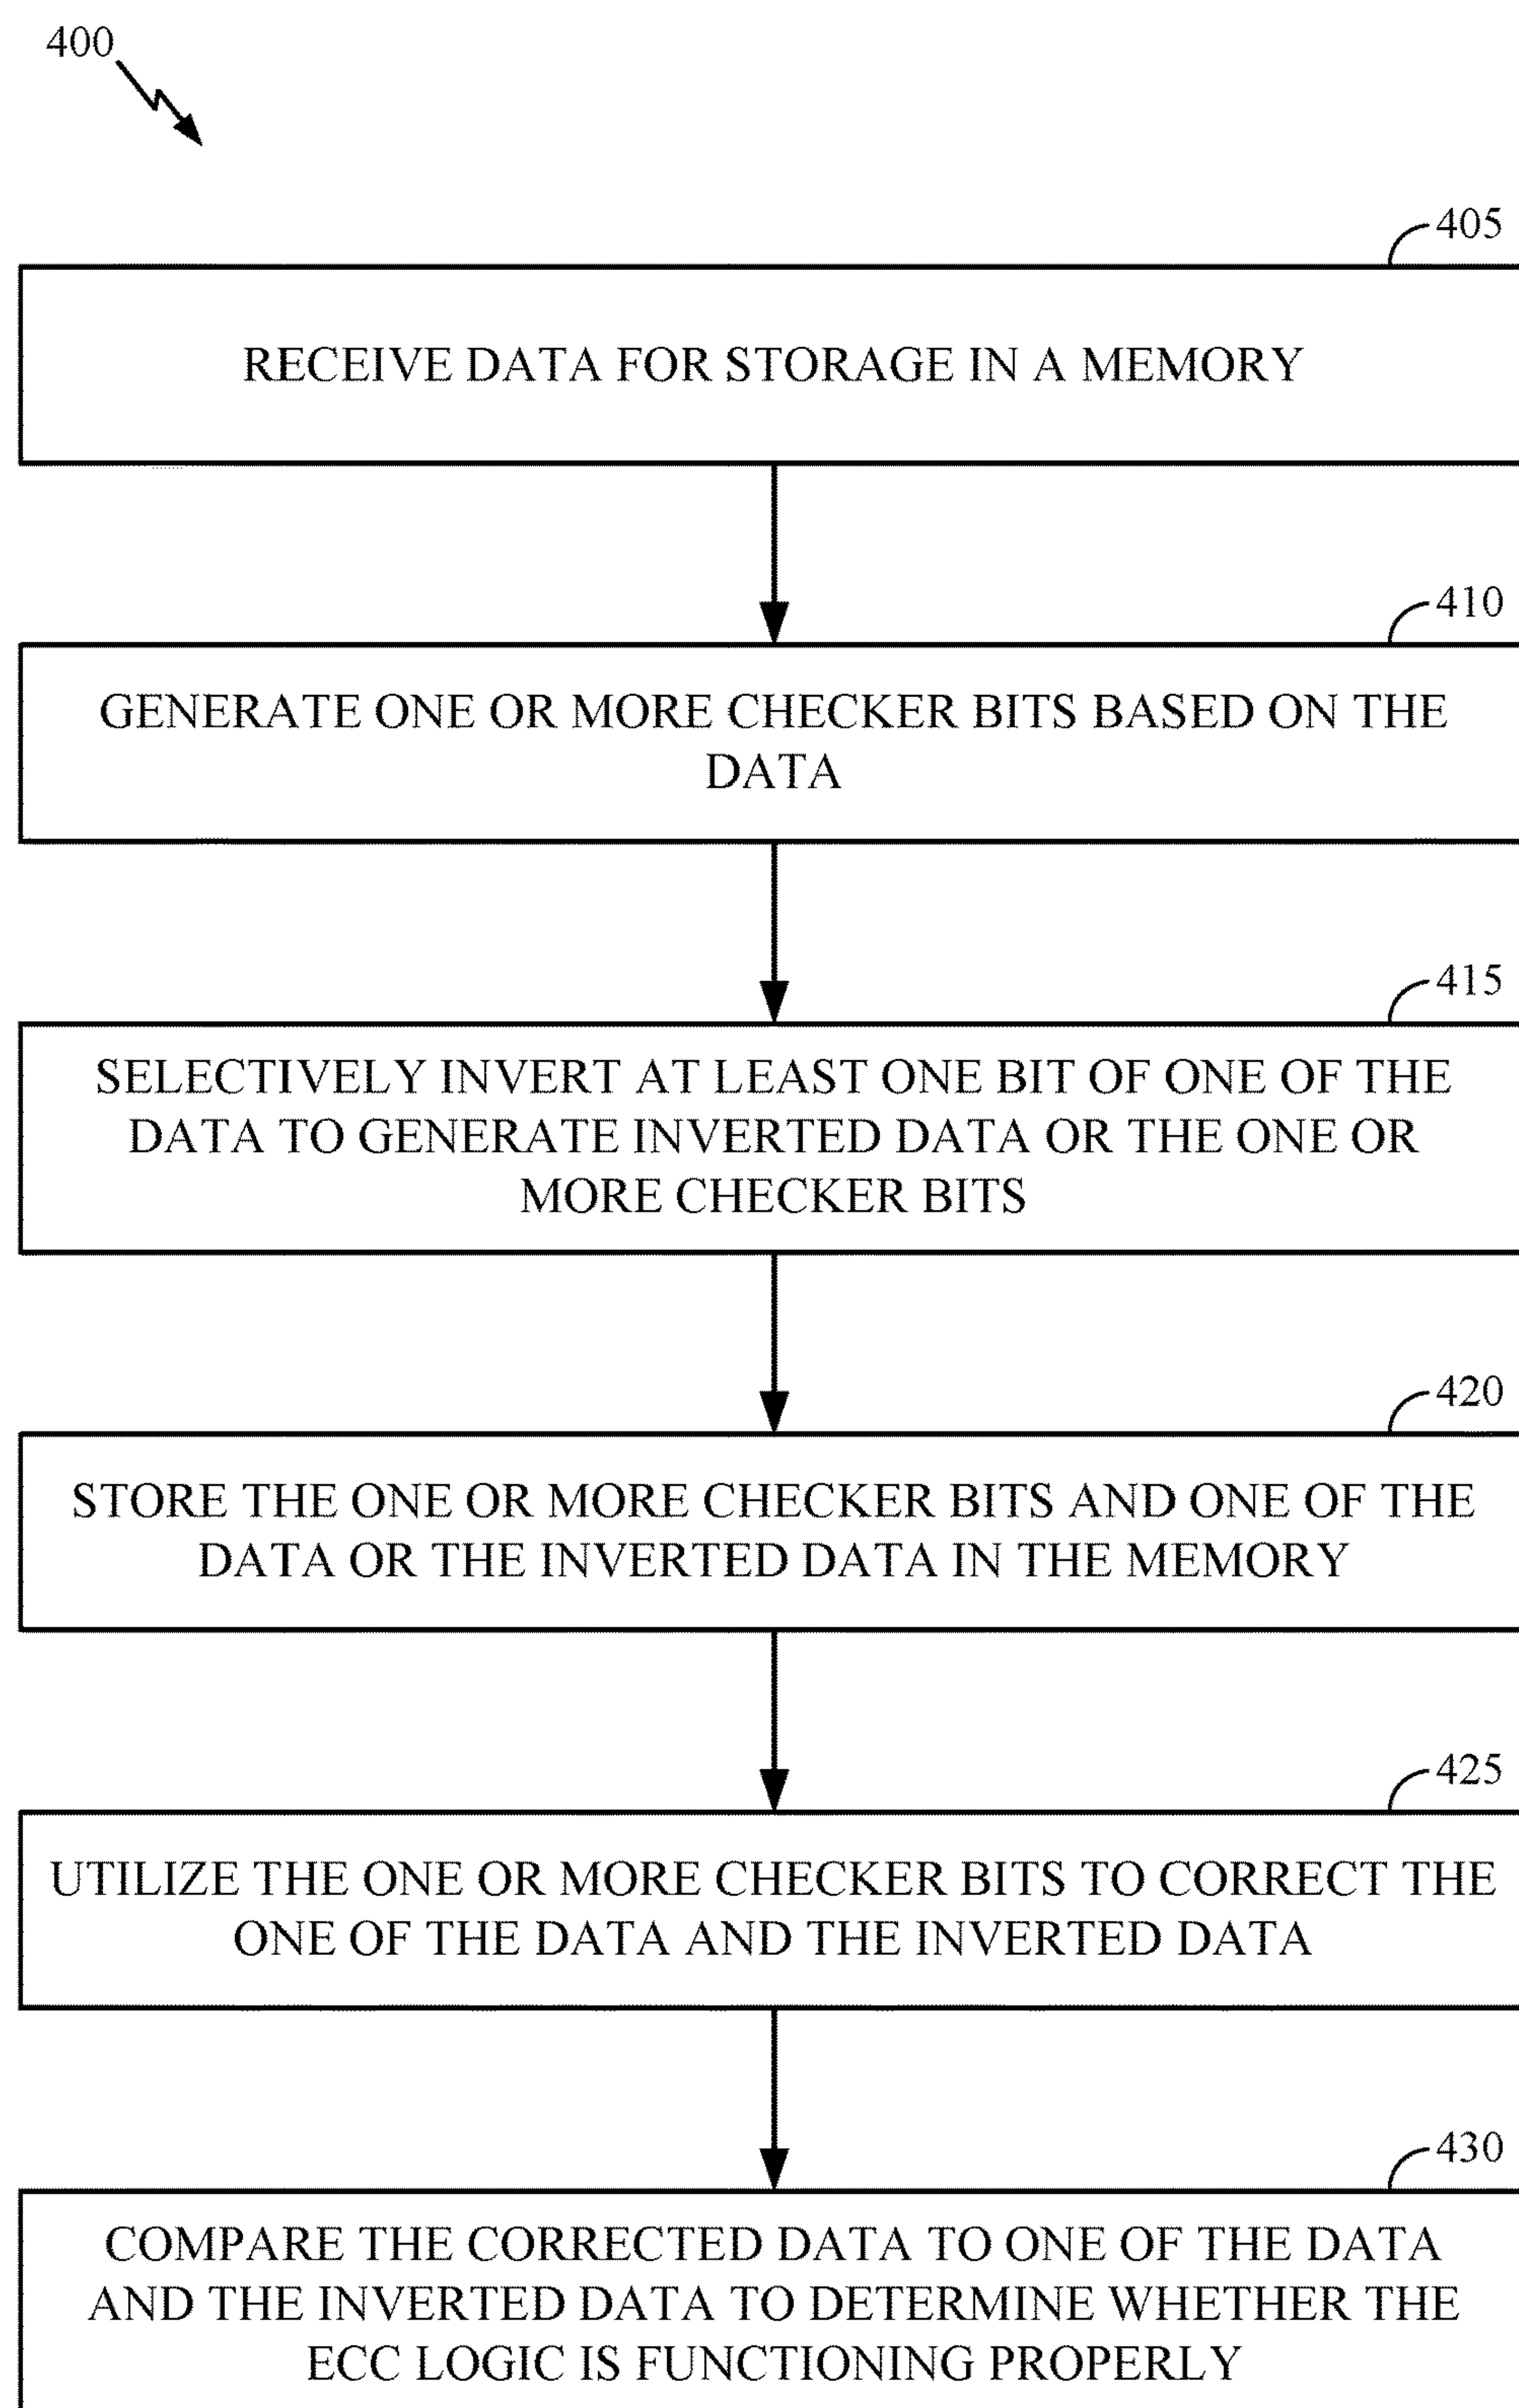 400
405
RECEIVE DATA FOR STORAGE IN A MEMORY
410
GENERATE ONE OR MORE CHECKER BITS BASED ON THE
DATA
415
SELECTIVELY INVERT AT LEAST ONE BIT OF ONE OF THE
DATA TO GENERATE INVERTED DATA OR THE ONE OR
MORE CHECKER BITS
420
STORE THE ONE OR MORE CHECKER BITS AND ONE OF THE
DATA OR THE INVERTED DATA IN THE MEMORY
425
UTILIZE THE ONE OR MORE CHECKER BITS TO CORRECT THE
ONE OF THE DATA AND THE INVERTED DATA
430
COMPARE THE CORRECTED DATA TO ONE OF THE DATA
AND THE INVERTED DATA TO DETERMINE WHETHER THE
ECC LOGIC IS FUNCTIONING PROPERLY